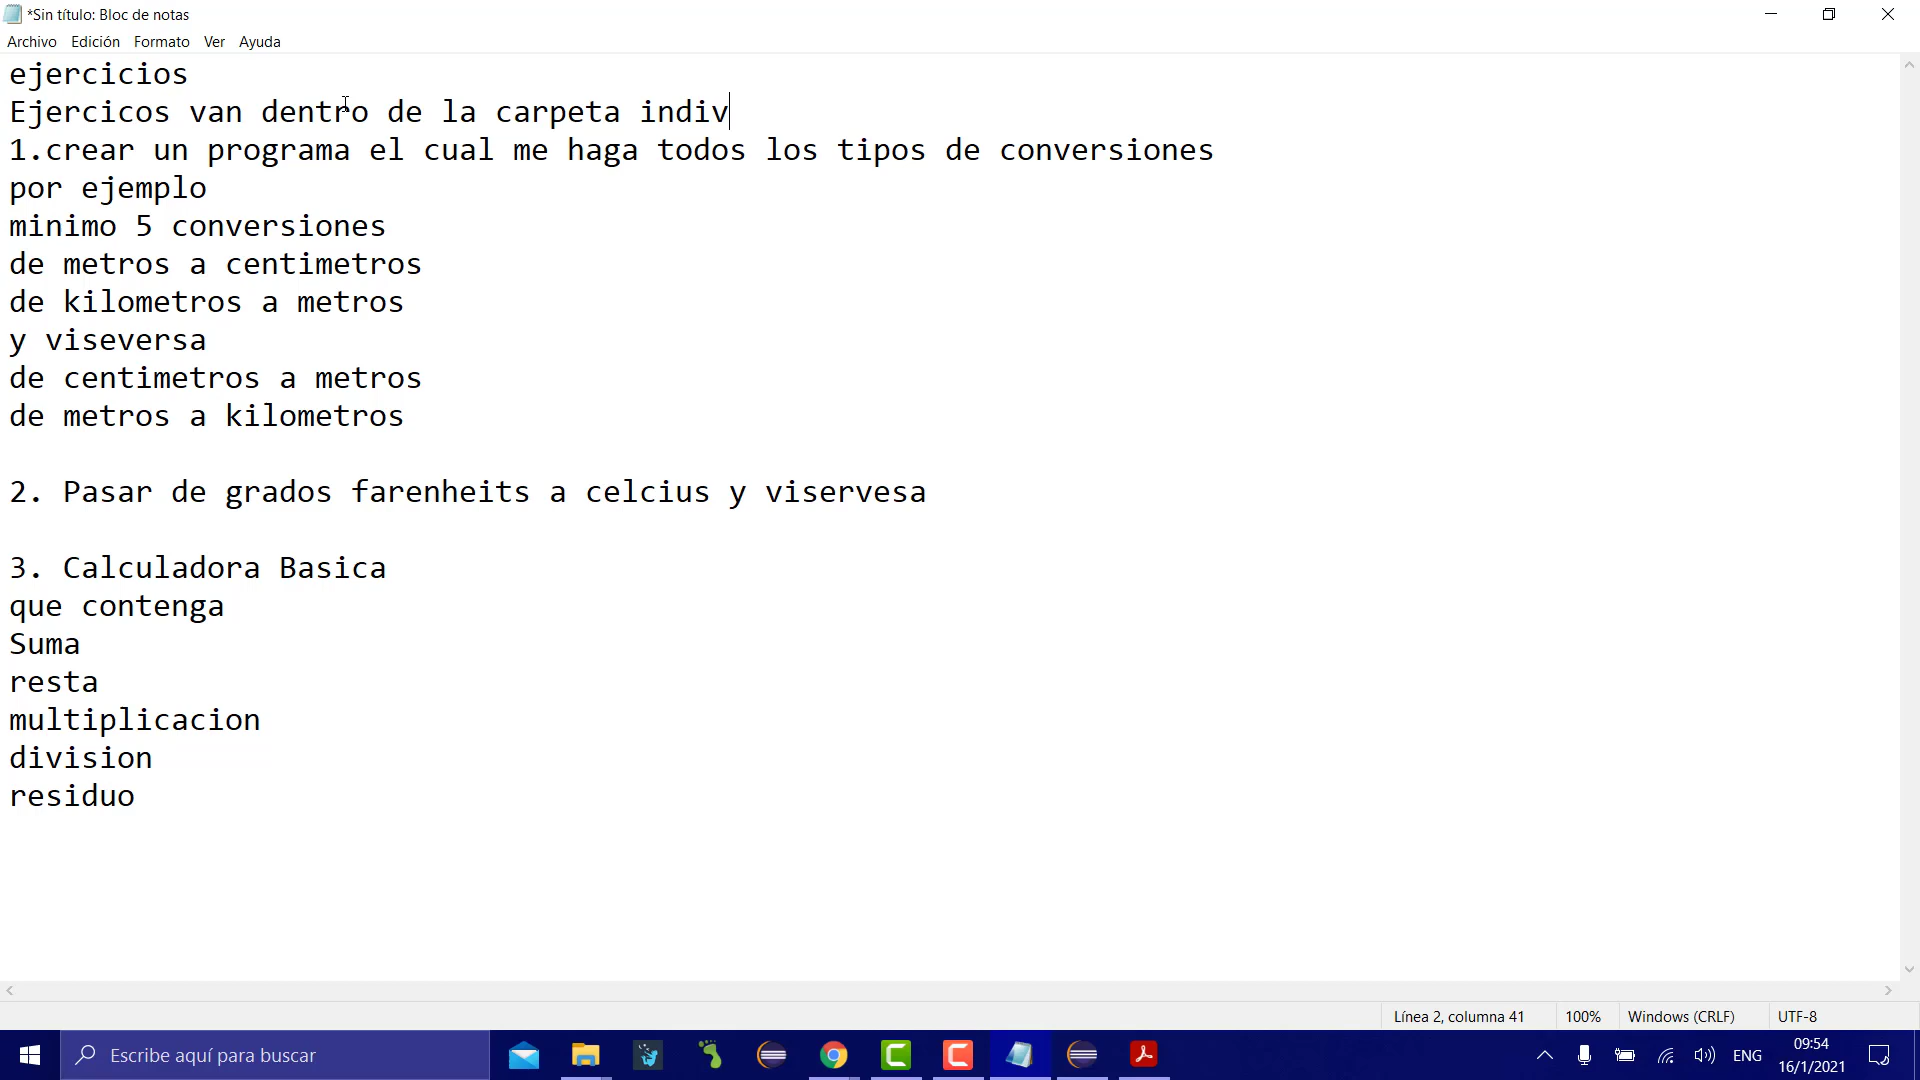 *Sin título: Bloc de notas
Archivo Edición Formato Ver Ayuda
ejercicios
Ejercicos van dentro de la carpeta indiv
1.crear un programa el cual me haga todos los tipos de conversiones
por ejemplo
minimo 5 conversiones
de metros a centimetros
de kilometros a metros
y viseversa
de centimetros a metros
de metros a kilometros
2. Pasar de grados farenheits a celcius y viservesa
3. Calculadora Basica
que contenga
Suma
resta
multiplicacion
division
residuo
Línea 2, columna 41 100% Windows (CRLF) UTF-8
Escribe aquí para buscar
ENG
09:54
16/1/2021